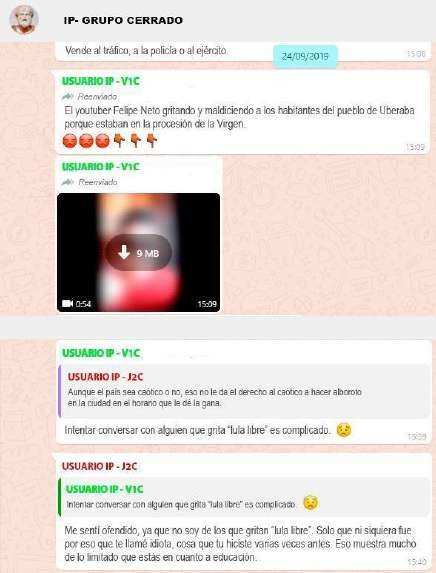 IP- GRUPO CERRADO
Vende al tráfico, a la policía o al ejército.
15:08
24/09/2019
USUARIO IP - V1C
Reenviado
El youtuber Felipe Neto gritando y maldiciendo a los habitantes del pueblo de Uberaba
porque estaban en la procesión de la Virgen.
15:09
USUARIO IP - V1C
Reenviado
9 MB
0:54
15:09
USUARIO IP - V1C
USUARIO IP - J2C
Aunque el país sea caótico o no, eso no le da el derecho al caótico a hacer alboroto
en la ciudad en el horario que le dé la gana.
Intentar conversar con alguien que grita “lula libre” es complicado.
USUARIO IP - J2C
USUARIO IP - V1C
Intentar conversar con alguien que grita “lula libre” es complicado.
Me sentí ofendido, ya que no soy de los que gritan “lula libre”. Solo que ni siquiera fue
por eso que te llamé idiota, cosa que tu hiciste varias veces antes. Eso muestra mucho
de lo limitado que estás en cuanto a educación.
15:40